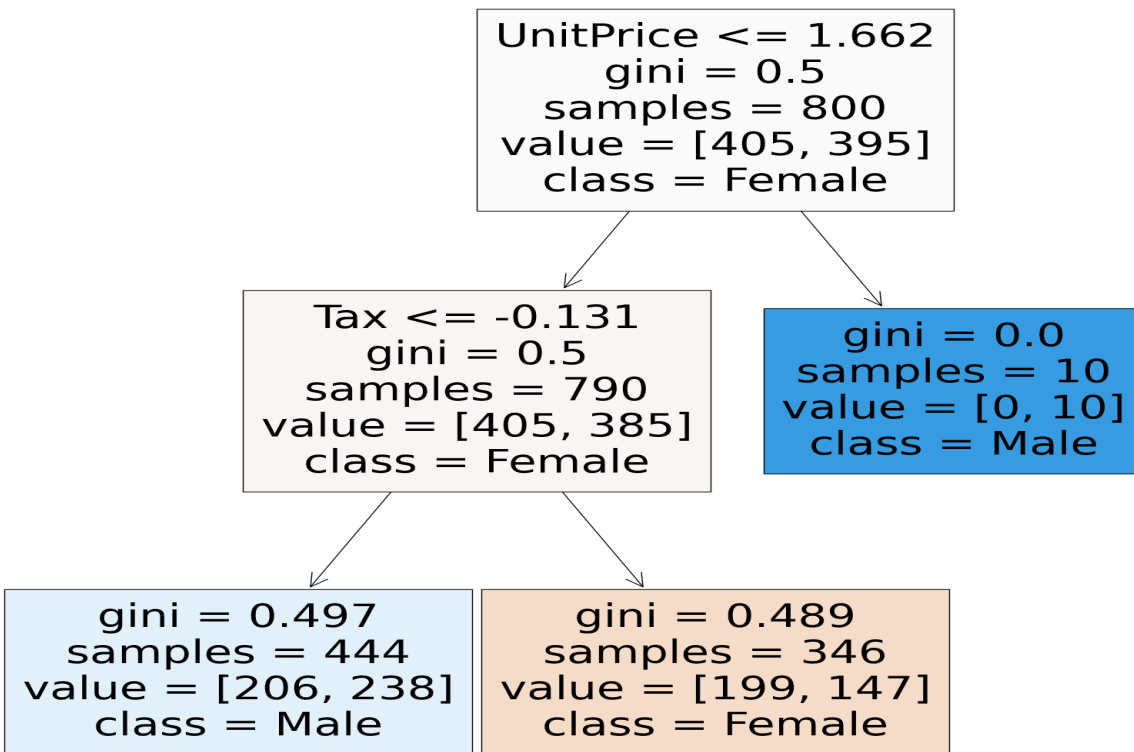 UnitPrice <= 1.662
gini = 0.5
samples = 800
value = [405, 395]
class = Female
Tax <= -0.131
gini = 0.5
samples = 790
value = [405, 385]
class = Female
gini = 0.0
samples = 10
value = [0, 10]
class = Male
gini = 0.497
samples = 444
value = [206, 238]
class = Male
gini = 0.489
samples = 346
value = [199, 147]
class = Female